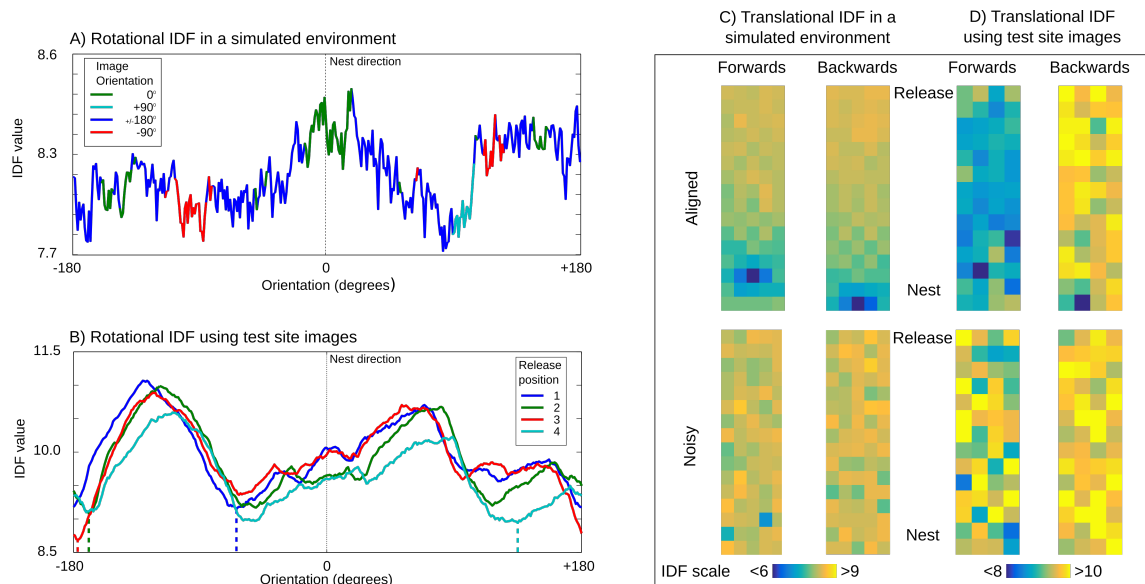 A) Rotational IDF in a simulated environment
8.6
8.3
7.7
IDF value
Nest direction
Image
Orientation
0°
+90°
+/-180°
-90°
-180
0
+180
Orientation (degrees)
B) Rotational IDF using test site images
11.5
10.0
8.5
IDF value
Nest direction
Release
position
1
2
3
4
-180
0
+180
Orientation (degrees)
C) Translational IDF in a
simulated environment
D) Translational IDF
using test site images
Forwards
Backwards
Forwards
Backwards
Aligned
Release
Nest
Noisy
Release
Nest
IDF scale
<6
>9
<8
>10